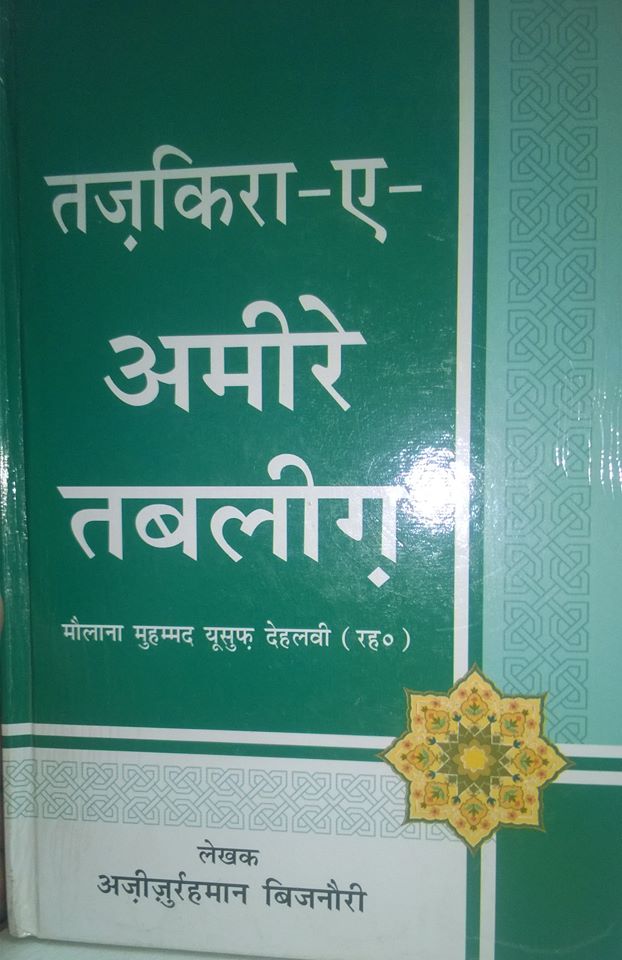 तज़किरा-ए-
अमीरे
तबलीग़
मौलाना मुहम्मद यूसुफ़ देहलवी (रह०)
लेखक
अज़ीज़ुर्रहमान बिजनौरी